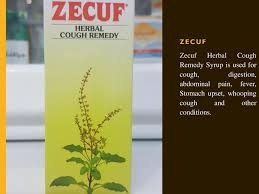 ZECUF
HERBAL
COUGH REMEDY
ZECUF
Zecuf Herbal Cough
Remedy Syrup is used for
cough, digestion,
abdominal pain, fever,
Stomach upset, whooping
cough and other
conditions.